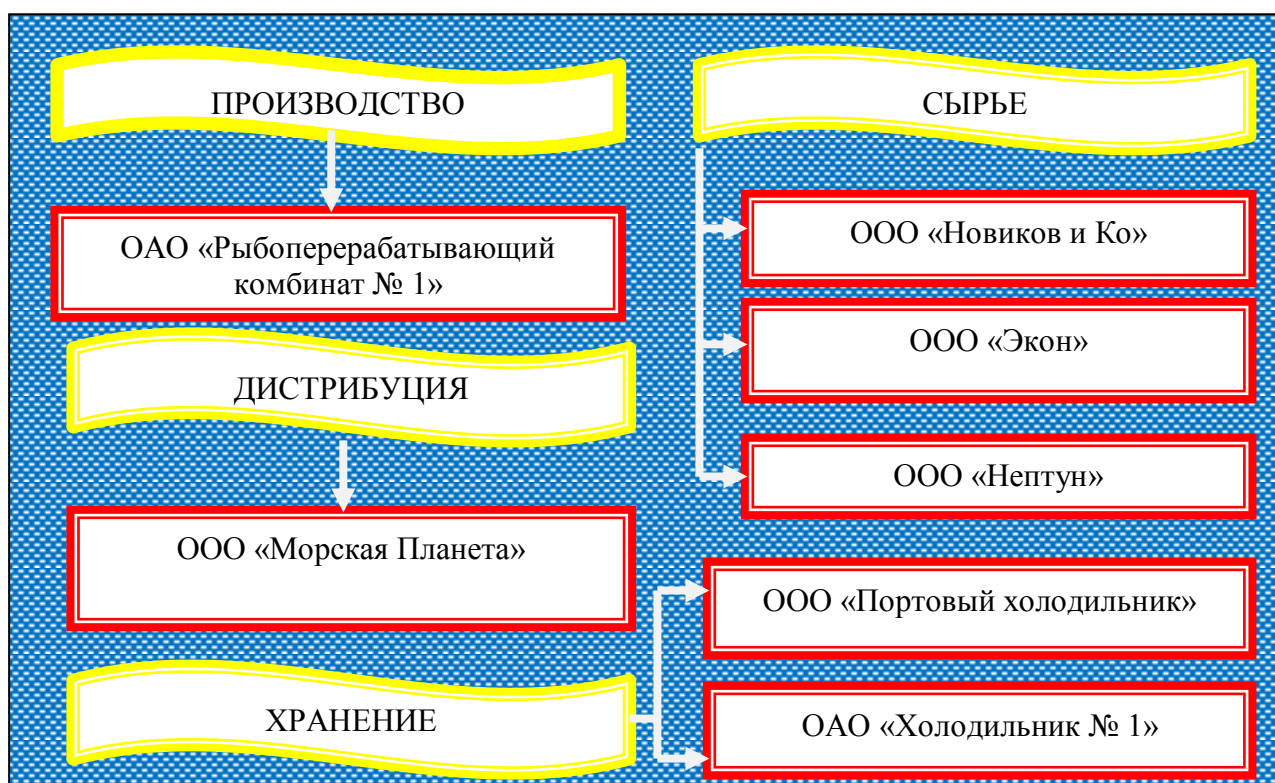 ПРОИЗВОДСТВО
ОАО «Рыбоперерабатывающий
комбинат № 1»
ДИСТРИБУЦИЯ
ООО «Морская Планета»
ХРАНЕНИЕ
СЫРЬЕ
ООО «Новиков и Ко»
ООО «Экон»
ООО «Нептун»
ООО «Портовый холодильник»
ОАО «Холодильник № 1»